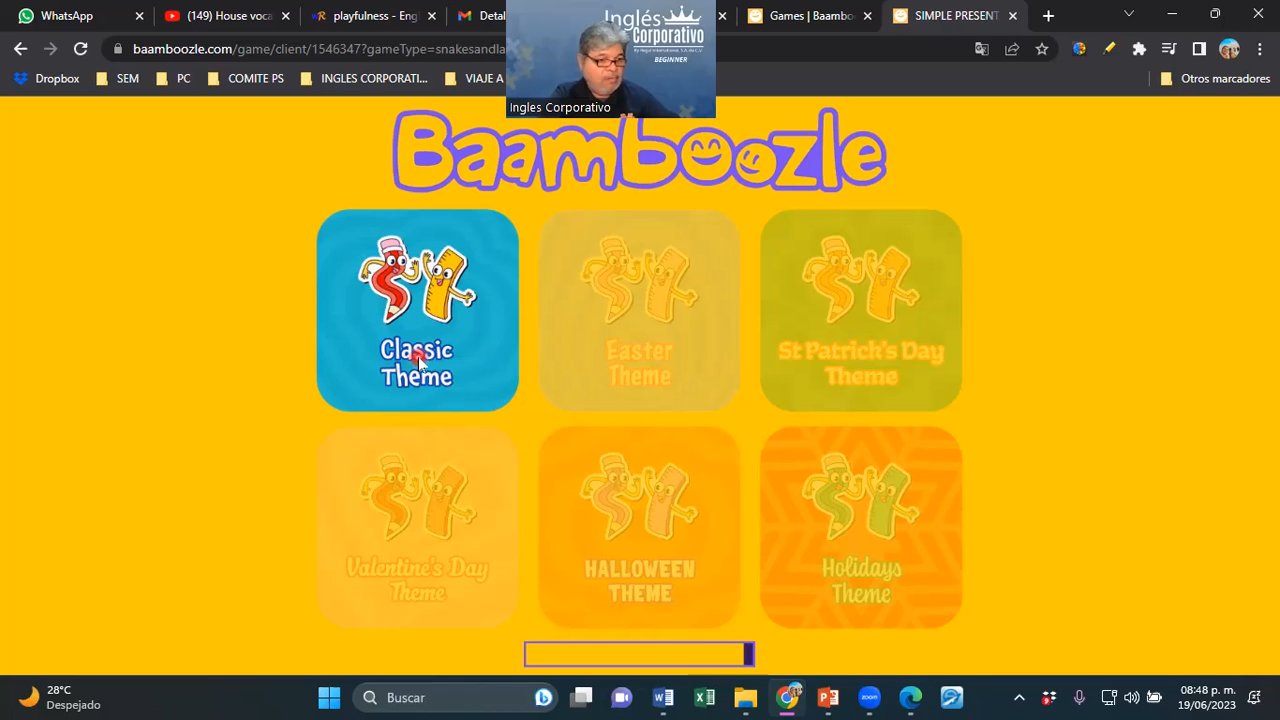 WhatsApp
(148) House voca
playfulness - Eng
Detal
Games | Baamboo
SIMPLE PRESENT
baamboozle.com/game/client/1546347?gameType=snakesandla
Dropbox
SEM
PC
COMITE PS
INGLES CORPORATI...
VIAJE A
Otros marcadores
Inglés
Corporativo
BEGINNER
Ingles Corporativo
Baamboozle
Classic
Theme
Easter
Theme
St Patrick's Day
Theme
Valentine's Day
Theme
HALLOWEEN
THEME
Holidays
Theme
28°C
Despejado
Buscar
08:48 p. m.
19/06/2023